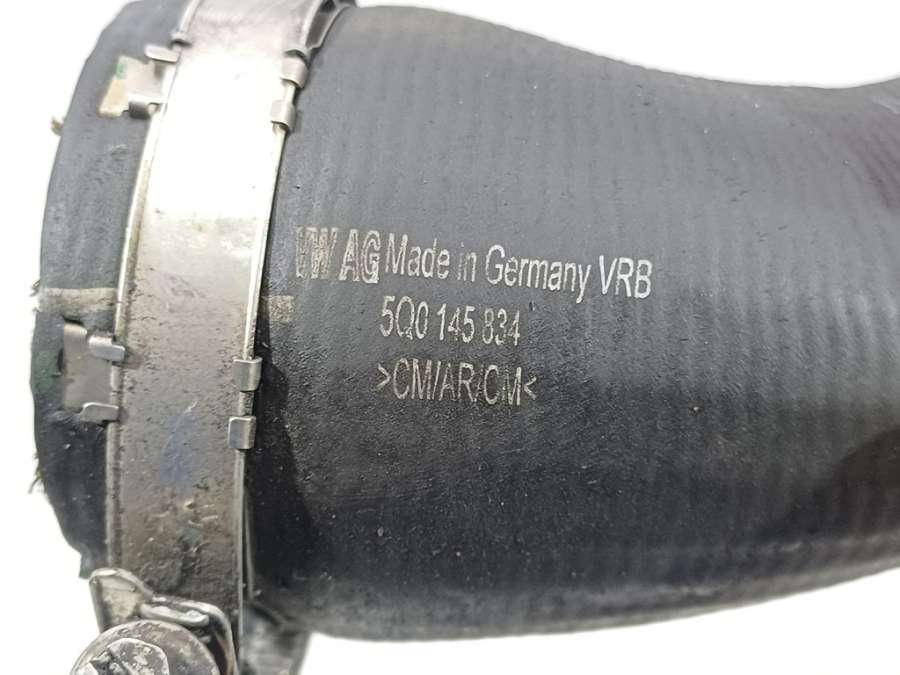 VW AG Made in Germany VRB
5Q0 145 834
>CM/AR/CM<